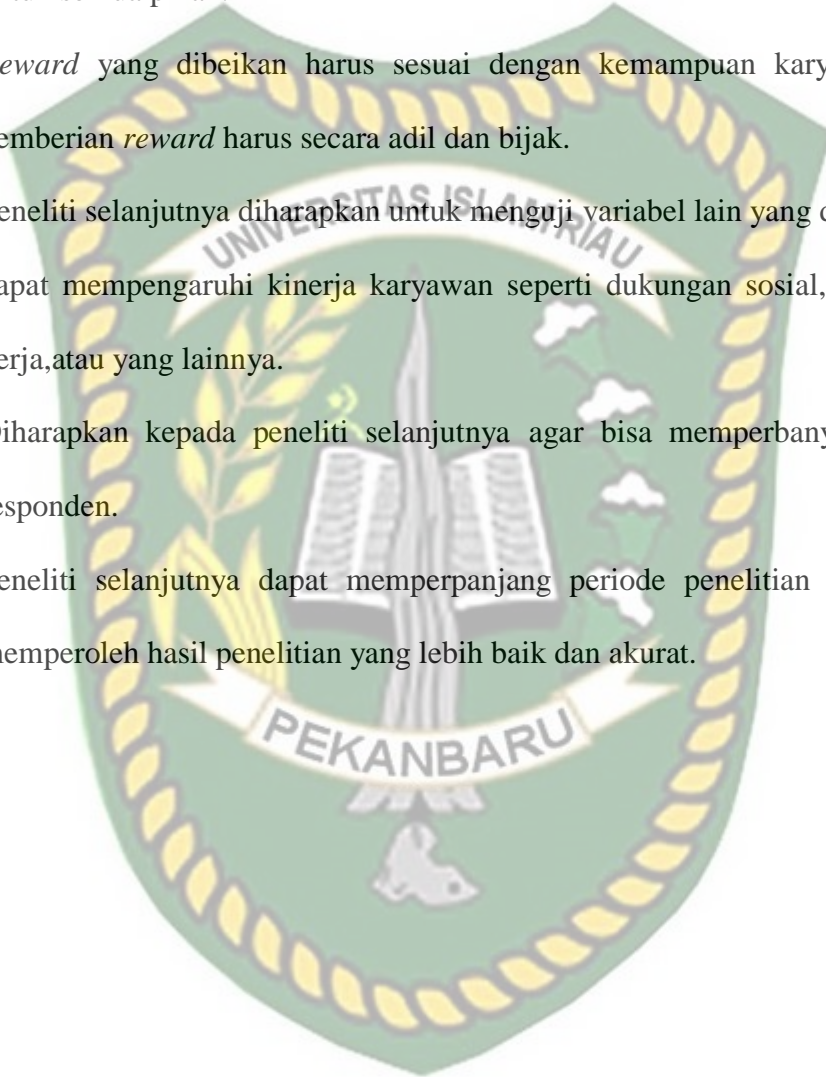 eward yang dibeikan harus sesuai dengan kemampuan kary
emberian reward harus secara adil dan bijak.
eneliti selanjutnya diharapkan untuk menguji variabel lain yang
UNIVERSITAS ISLAM RIAU
apat mempengaruhi kinerja karyawan seperti dukungan sosial,
erja,atau yang lainnya.
iharapkan kepada peneliti selanjutnya agar bisa memperbany
esponden.
eneliti selanjutnya dapat memperpanjang periode penelitian
emperoleh hasil penelitian yang lebih baik dan akurat.
PEKANBARU